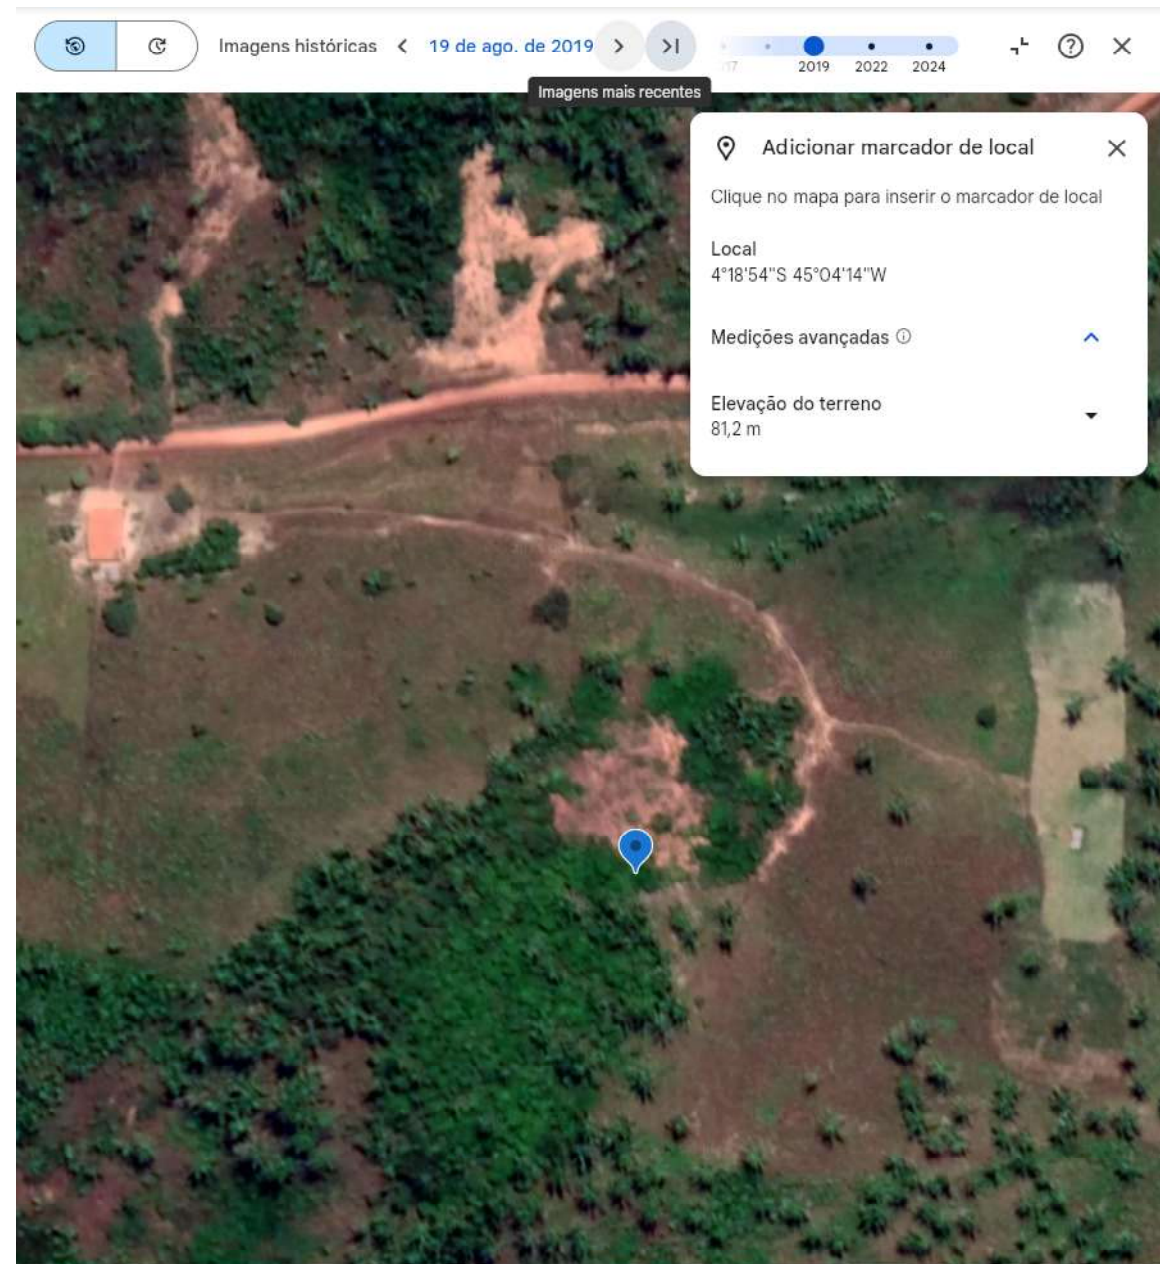 Imagens históricas
19 de ago. de 2019
17
2019
2022
2024
Imagens mais recentes
Adicionar marcador de local
Clique no mapa para inserir o marcador de local
Local
4°18'54"S 45°04'14"W
Medições avançadas
Elevação do terreno
81,2 m